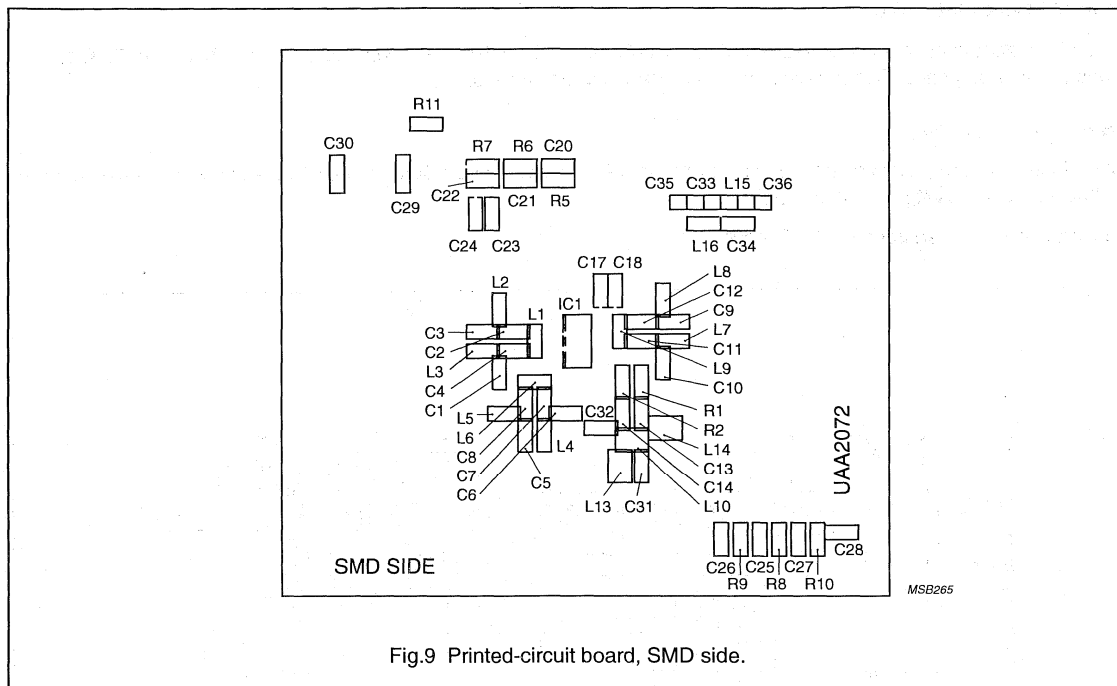 R11
C30
R7 R6 C20
C22
C29
C21 R5
C24 C23
C35 C33 L15 C36
L16 C34
C17 C18
L8
C12
C9
L7
C11
L9
C10
L2
L1
IC1
C3
C2
L3
C4
C1
L5
L6
C8
C7
C6
C5
L4
C32
R1
R2
L14
C13
C14
L10
L13 C31
UAA2072
C28
C26 C25 C27
R9 R8 R10
SMD SIDE
MSB265
Fig.9 Printed-circuit board, SMD side.